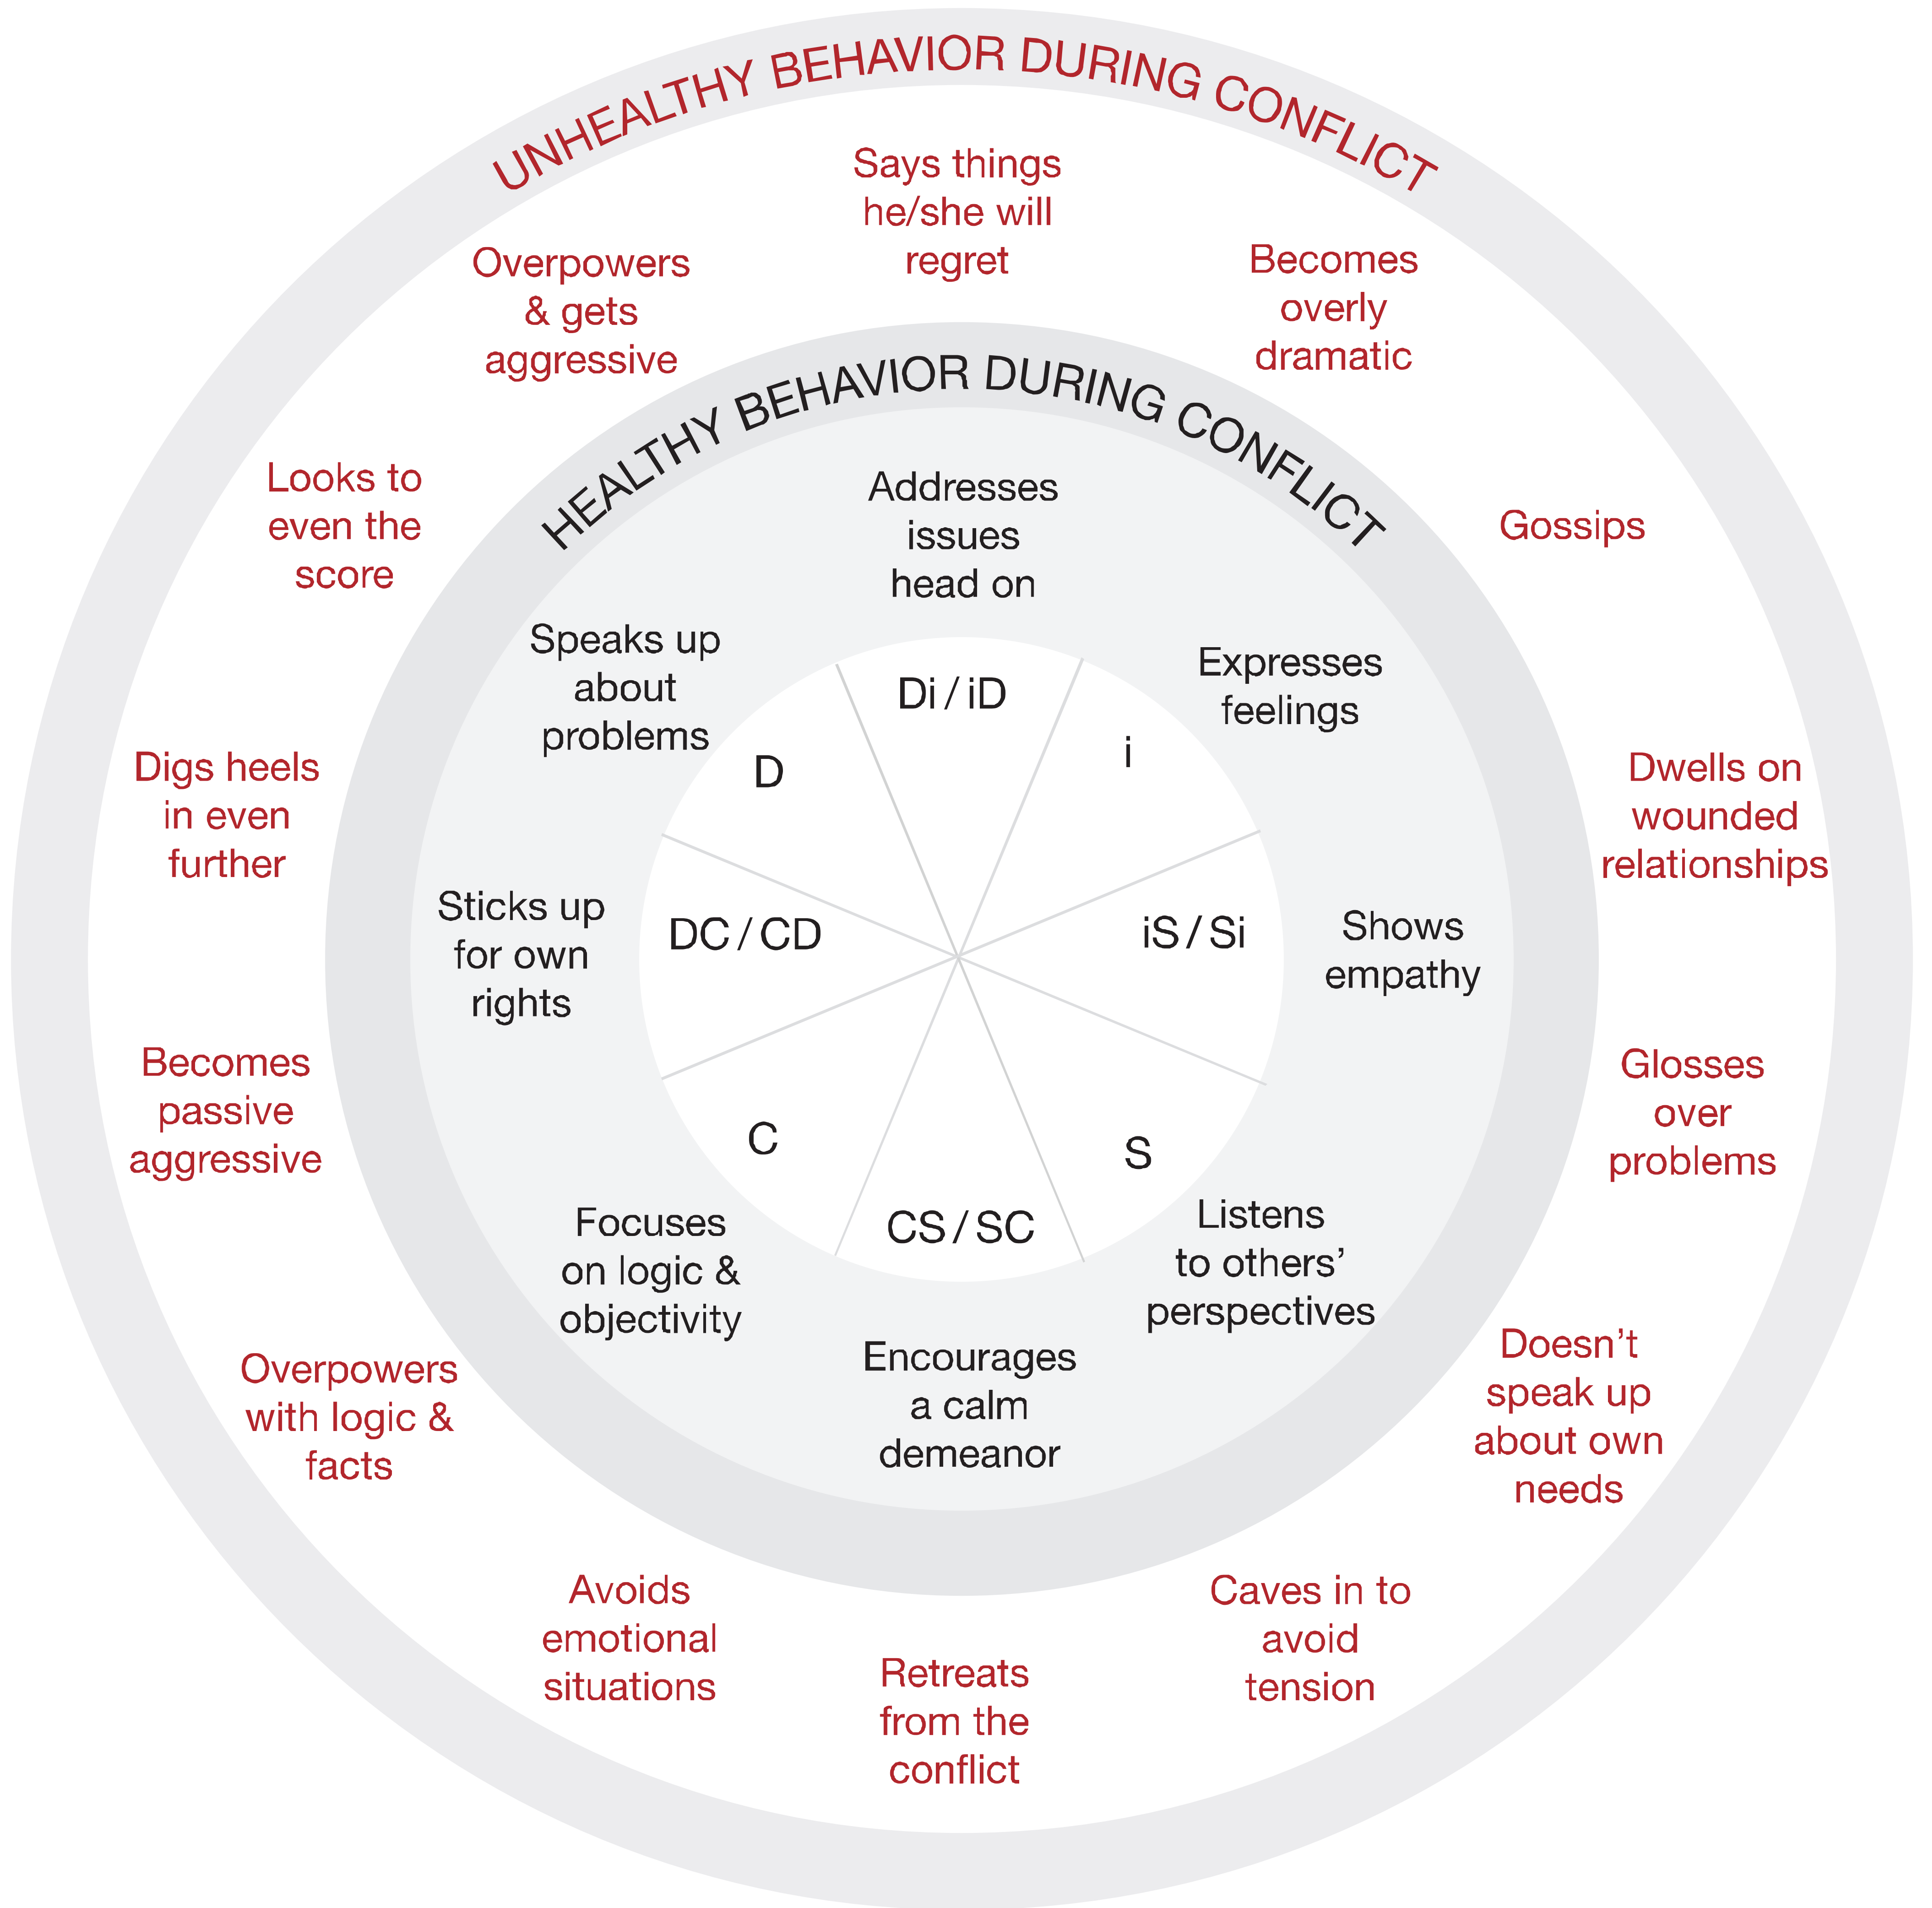 UNHEALTHY BEHAVIOR DURING CONFLICT
Says things
he/she will
regret
Becomes
overly
dramatic
Gossips
Dwells on
wounded
relationships
Glosses
over
problems
Doesn’t
speak up
about own
needs
Caves in to
avoid
tension
Retreats
from the
conflict
Avoids
emotional
situations
Overpowers
with logic &
facts
Becomes
passive
aggressive
Digs heels
in even
further
Looks to
even the
score
Overpowers
& gets
aggressive
HEALTHY BEHAVIOR DURING CONFLICT
Addresses
issues
head on
Expresses
feelings
Shows
empathy
Listens
to others’
perspectives
Encourages
a calm
demeanor
Focuses
on logic &
objectivity
Sticks up
for own
rights
Speaks up
about
problems
Di / iD
i
iS / Si
S
CS / SC
C
DC / CD
D